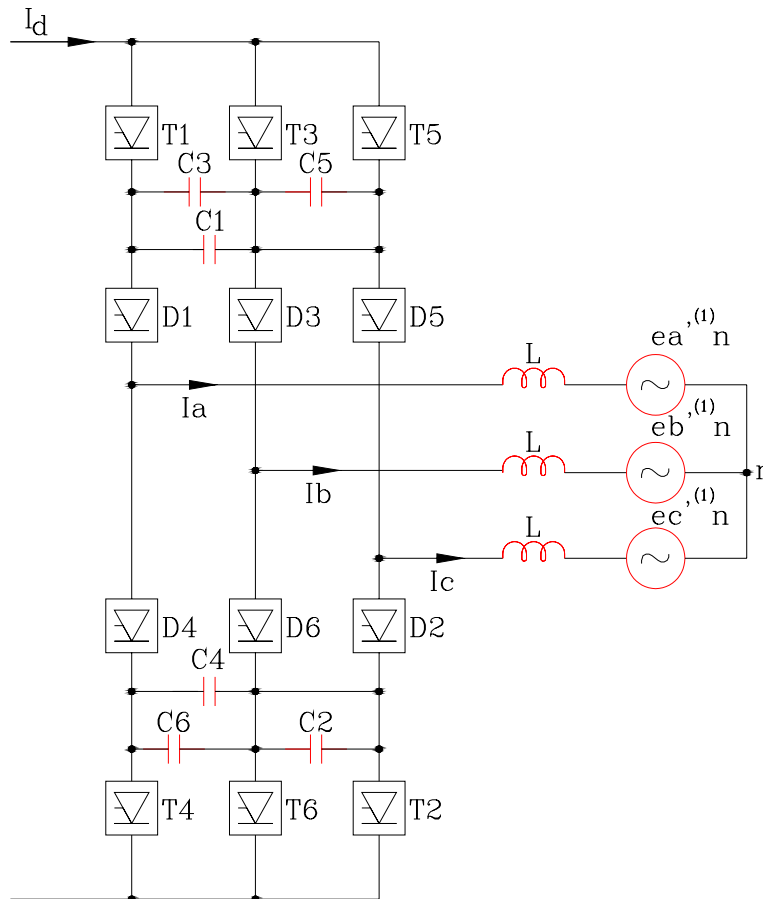 Id
T1 T3 T5
C3 C5
C1
D1 D3 D5
ea,(1)n
L
Ia
eb,(1)n
L
Ib
n
ec,(1)n
L
Ic
D4 D6 D2
C4
C6 C2
T4 T6 T2